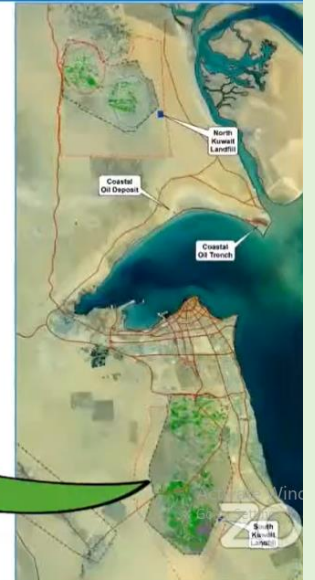 North
Kuwait
Landfill
Coastal
Oil Deposit
Coastal
Oil Trench
South
Kuwait